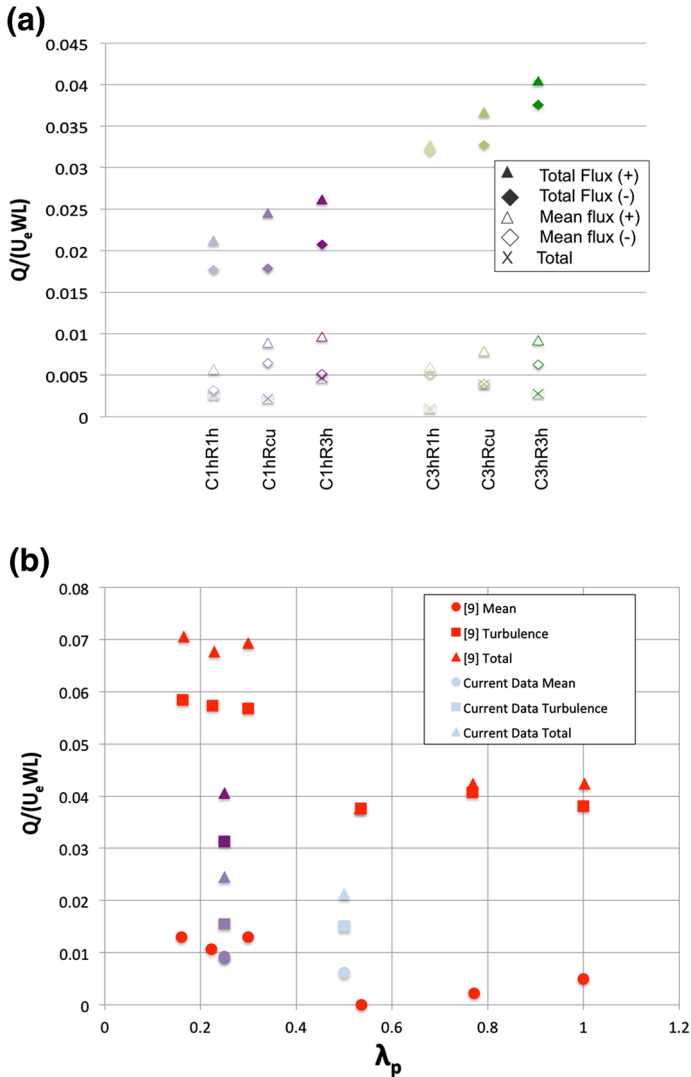 (a)
0.045
0.04
0.035
0.03
0.025
0.02
0.015
0.01
0.005
0
Q/(UeWL)
Total Flux (+)
Total Flux (-)
Mean flux (+)
Mean flux (-)
Total
C1hR1h
C1hRcu
C1hR3h
C3hR1h
C3hRcu
C3hR3h
(b)
0.08
0.07
0.06
0.05
0.04
0.03
0.02
0.01
0
Q/(UeWL)
[9] Mean
[9] Turbulence
[9] Total
Current Data Mean
Current Data Turbulence
Current Data Total
0 0.2 0.4 0.6 0.8 1 1.2
λp